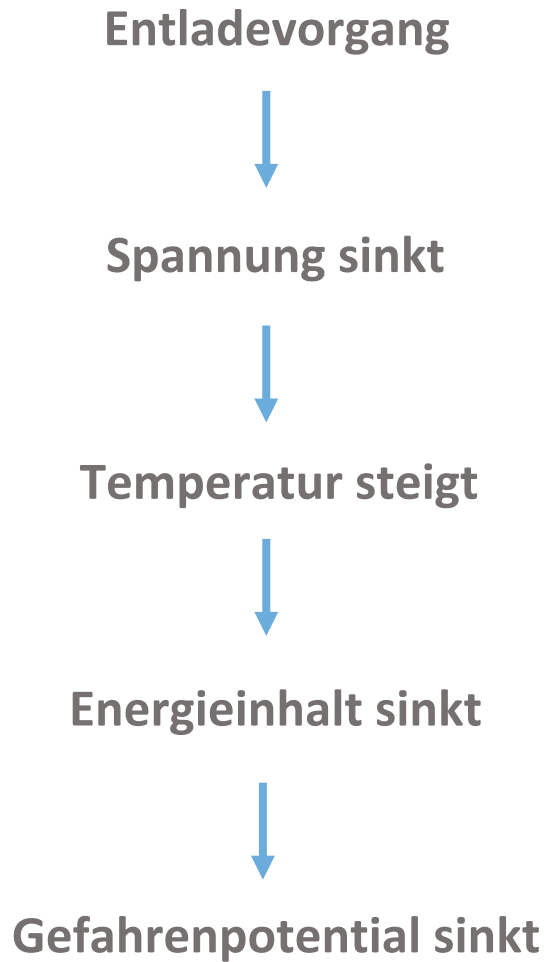 Entladevorgang
Spannung sinkt
Temperatur steigt
Energieinhalt sinkt
Gefahrenpotential sinkt